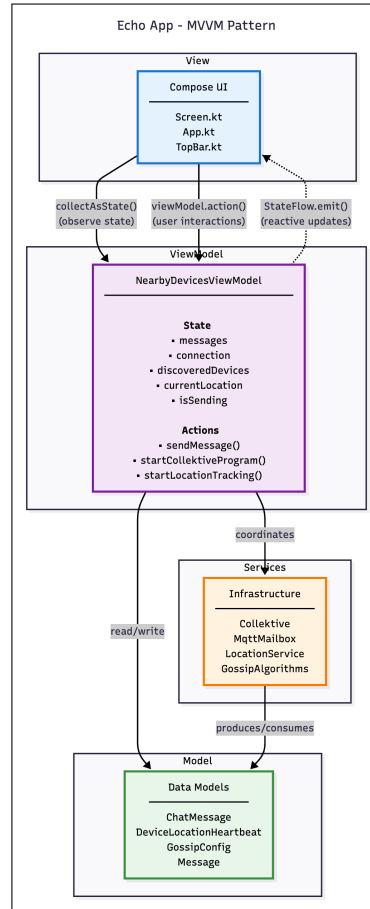 Echo App - MVVM Pattern
View
Compose UI
Screen.kt
App.kt
TopBar.kt
collectAsState()
(observe state)
viewModel.action()
(user interactions)
StateFlow.emit()
(reactive updates)
ViewModel
NearbyDevicesViewModel
State
▪ messages
▪ connection
▪ discoveredDevices
▪ currentLocation
▪ isSending
Actions
▪ sendMessage()
▪ startCollektiveProgram()
▪ startLocationTracking()
coordinates
Services
Infrastructure
Collektive
MqttMailbox
LocationService
GossipAlgorithms
read/write
produces/consumes
Model
Data Models
ChatMessage
DeviceLocationHeartbeat
GossipConfig
Message